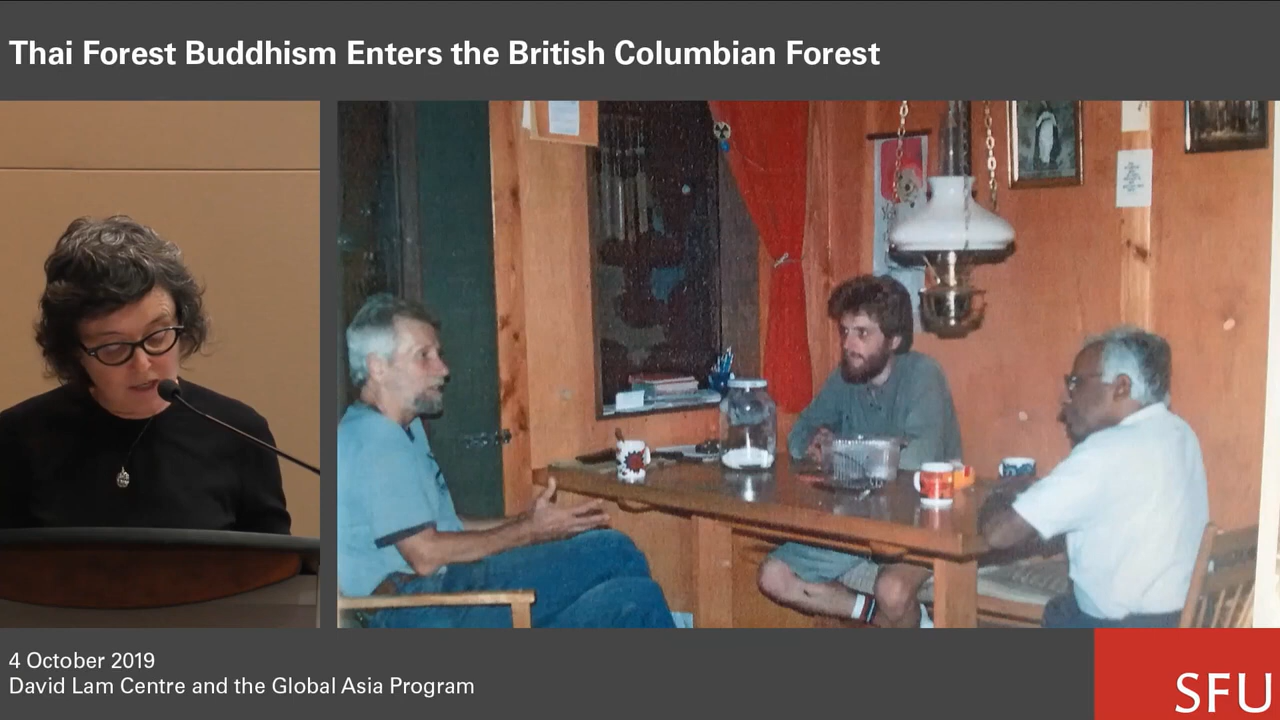 Thai Forest Buddhism Enters the British Columbian Forest
4 October 2019
David Lam Centre and the Global Asia Program
SFU